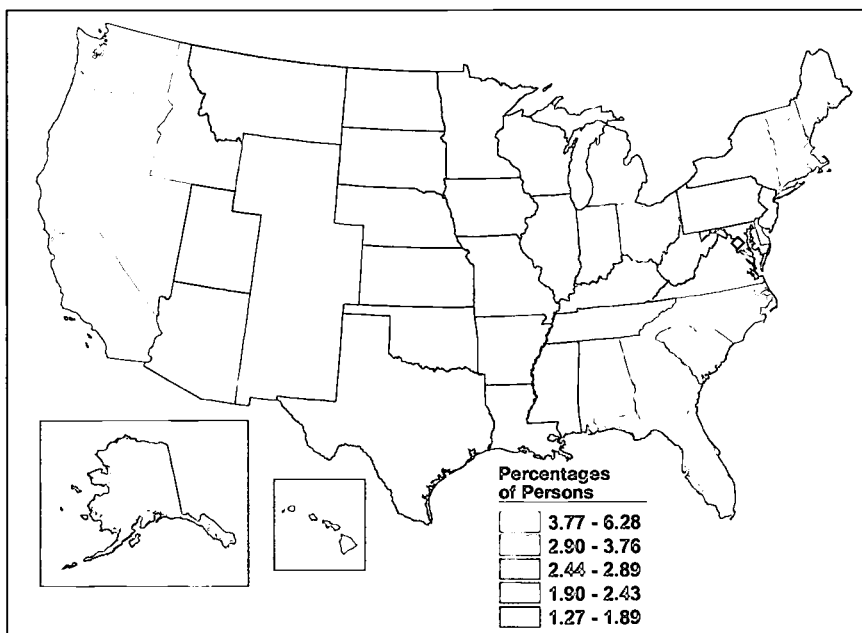 Percentages
of Persons
3.77 - 6.28
2.90 - 3.76
2.44 - 2.89
1.90 - 2.43
1.27 - 1.89